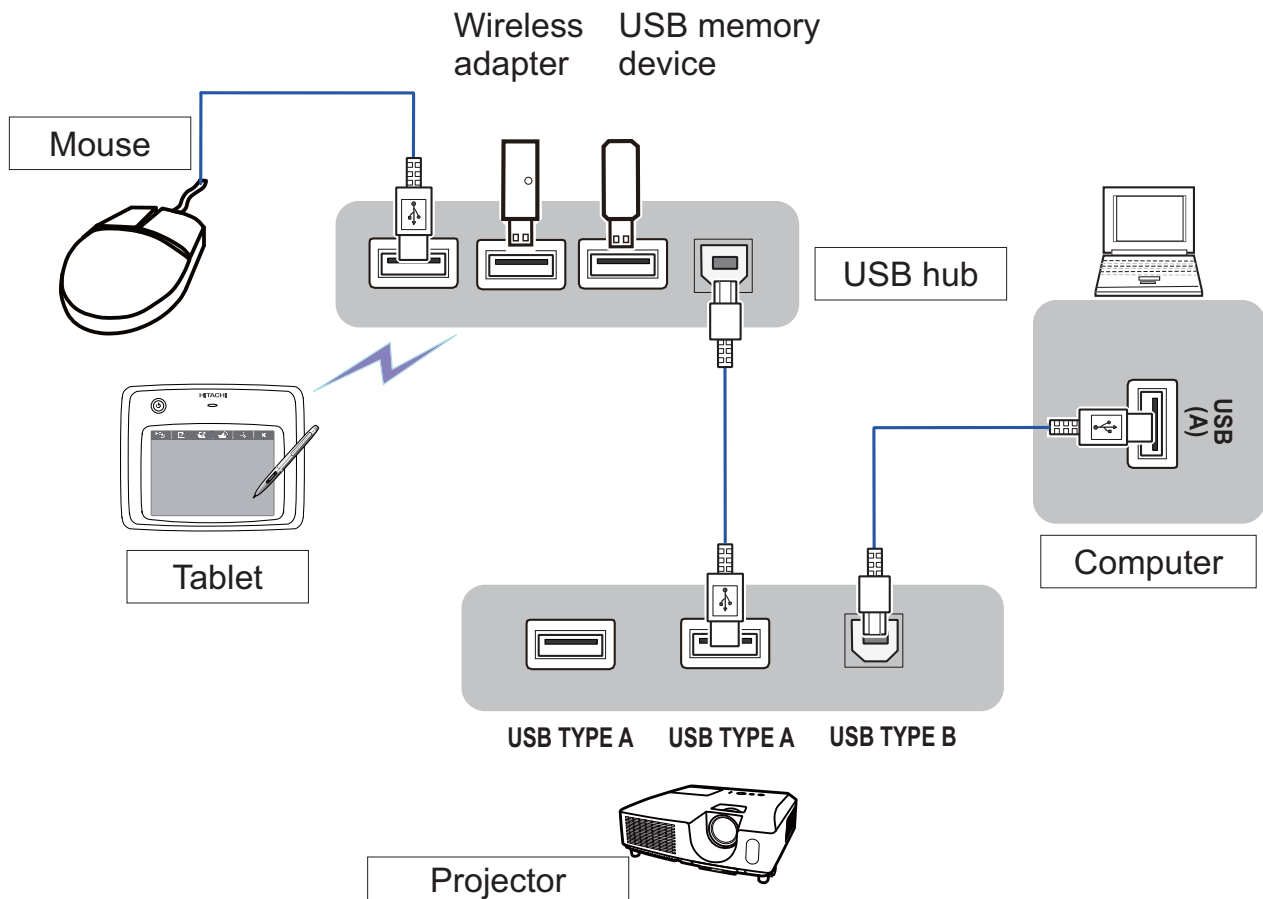 Wireless
adapter
USB memory
device
Mouse
USB hub
HITACHI
USB
(A)
Tablet
Computer
USB TYPE A
USB TYPE A
USB TYPE B
Projector